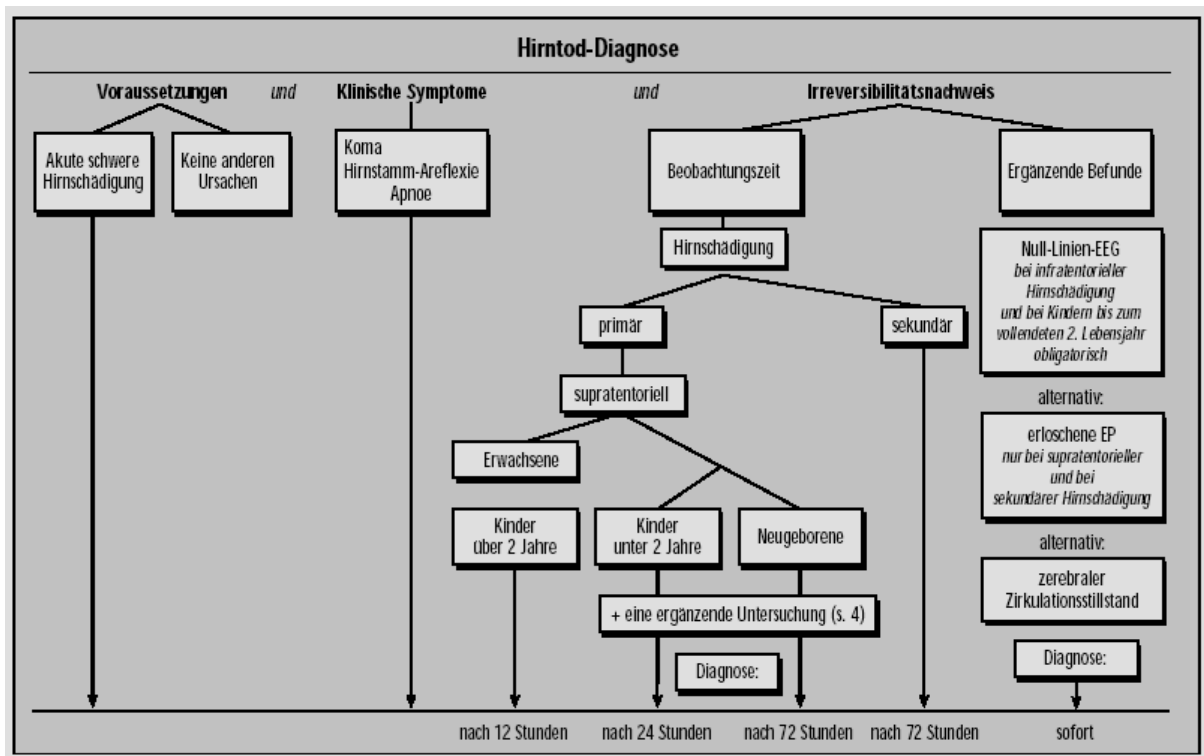 Hirntod-Diagnose
Voraussetzungen und Klinische Symptome und Irreversibilitätsnachweis
Akute schwere
Hirnschädigung
Keine anderen
Ursachen
Koma
Hirnstamm-Areflexie
Apnoe
Beobachtungszeit
Ergänzende Befunde
Hirnschädigung
primär
sekundär
supratentoriell
Erwachsene
Kinder
über 2 Jahre
Kinder
unter 2 Jahre
Neugeborene
+ eine ergänzende Untersuchung (s. 4)
Diagnose:
Null-Linien-EEG
bei infratentorieller
Hirnschädigung
und bei Kindern bis zum
vollendeten 2. Lebensjahr
obligatorisch
alternativ:
erloschene EP
nur bei supratentorieller
und bei
sekundärer Hirnschädigung
alternativ:
zerebraler
Zirkulationsstillstand
Diagnose:
nach 12 Stunden nach 24 Stunden nach 72 Stunden nach 72 Stunden sofort